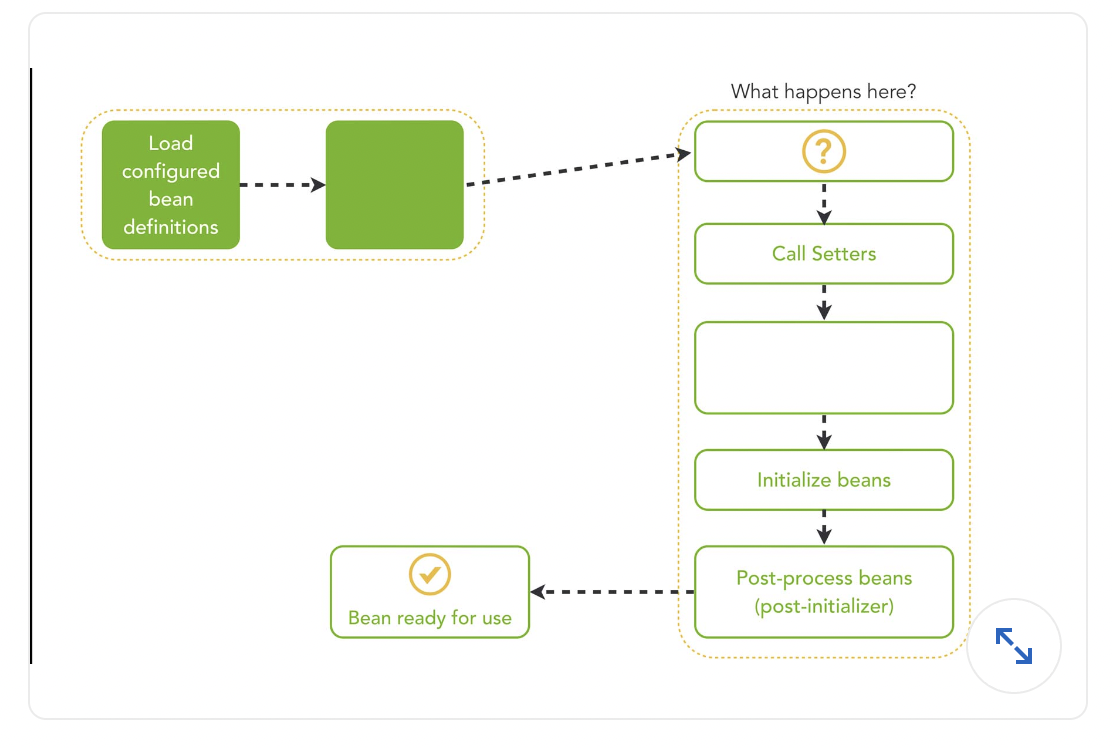 What happens here?
Load
configured
bean
definitions
?
Call Setters
Initialize beans
Post-process beans
(post-initializer)
Bean ready for use